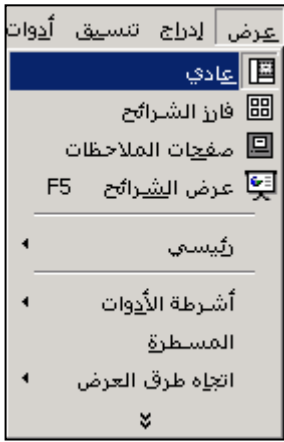 عرض إدراج تنسيق أدوات
عادي
فارز الشرائح
صفحات الملاحظات
عرض الشرائح F5
رئيسي
أشرطة الأدوات
المسطرة
اتجاه طرق العرض